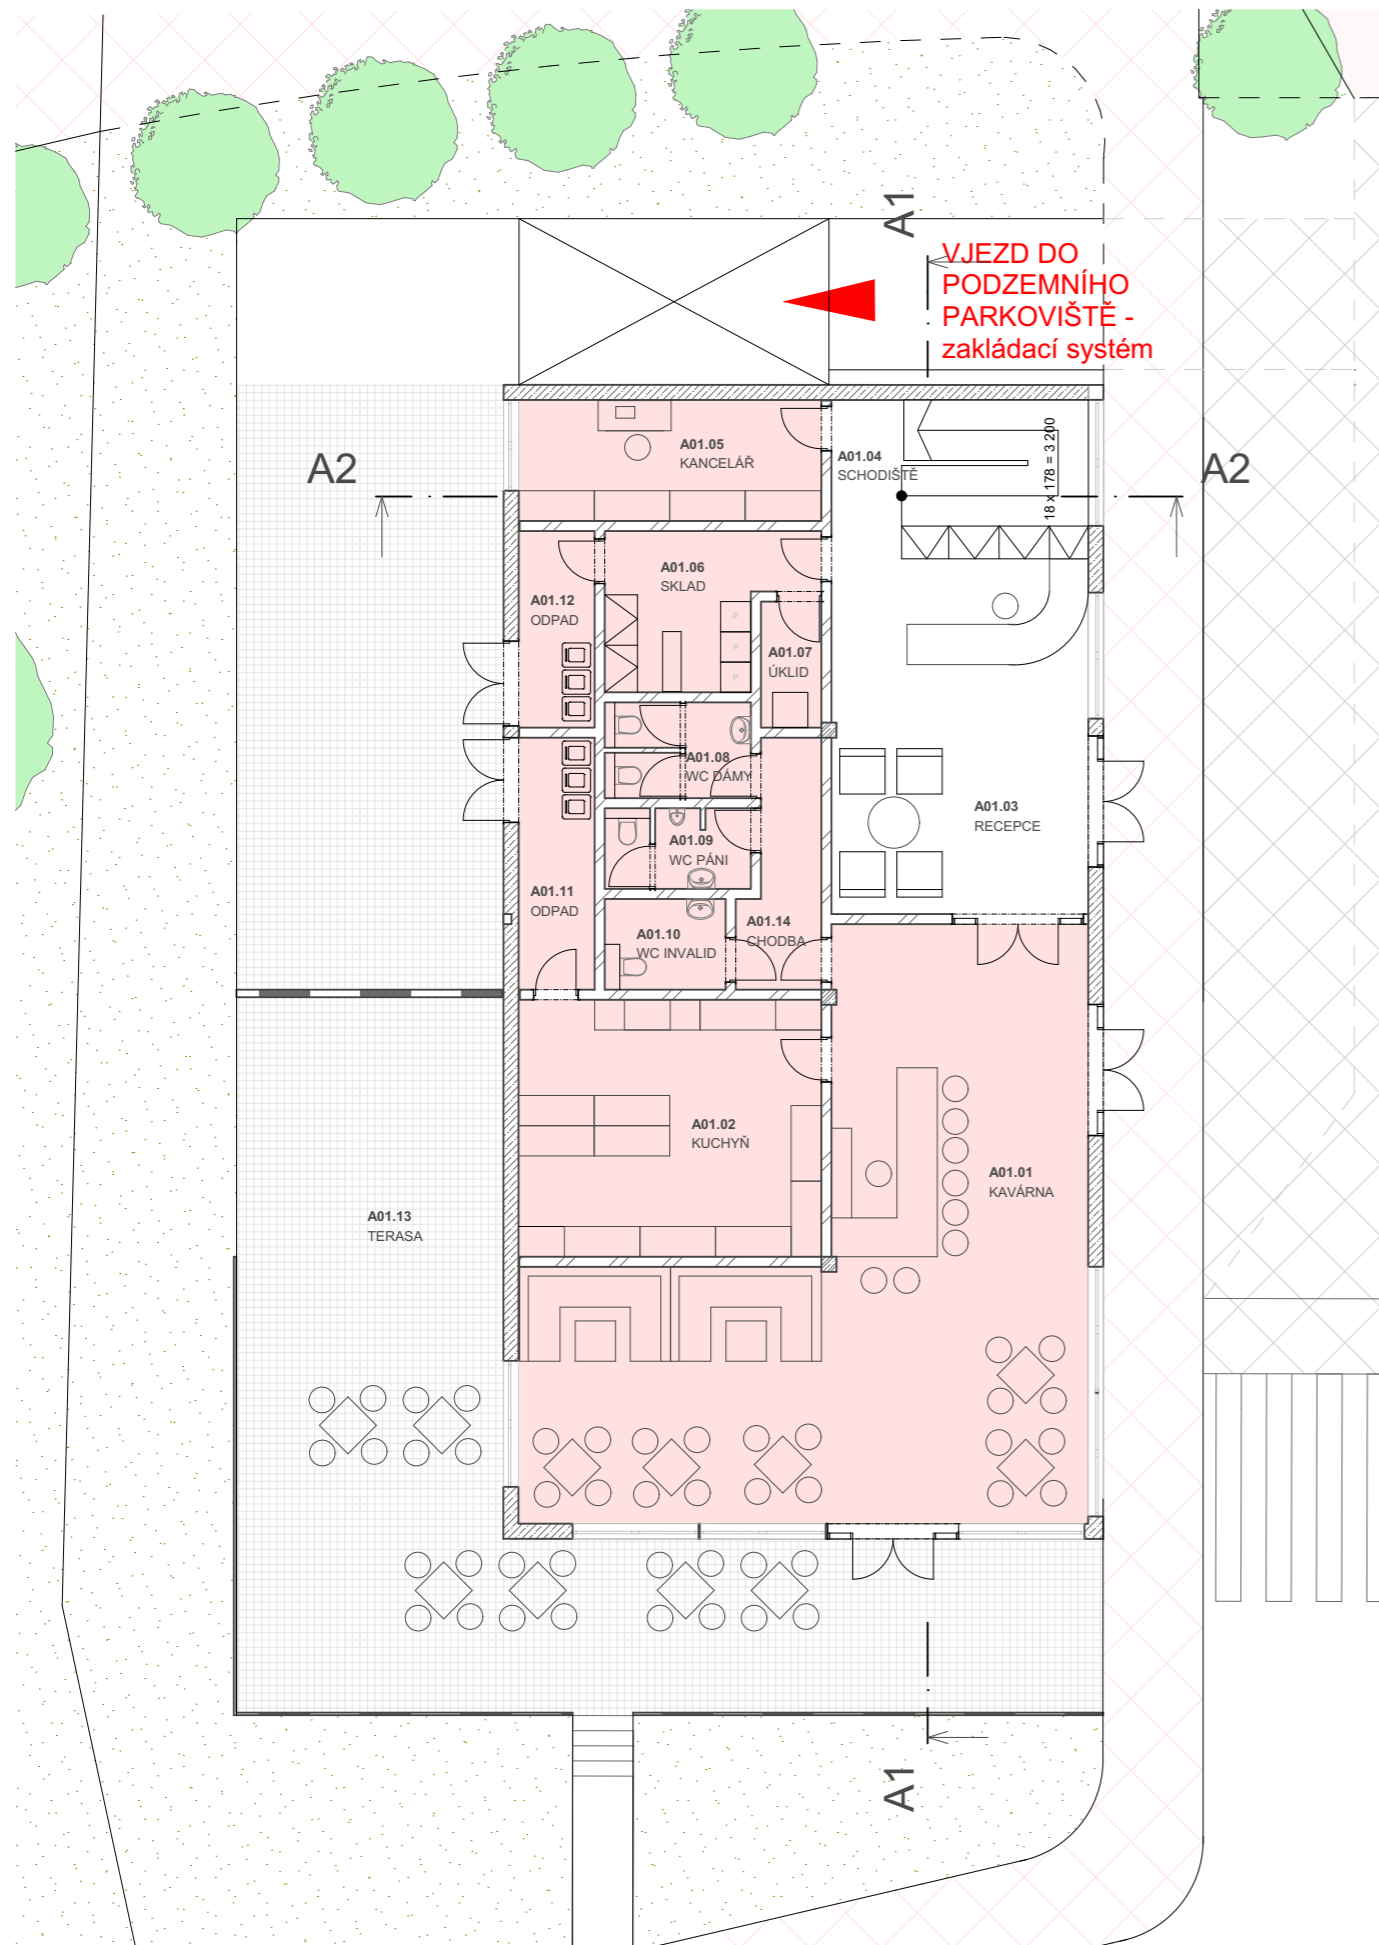 A1
VJEZD DO
PODZEMNÍHO
PARKOVIŠTĚ -
zakládací systém
A2
A01.05
KANCELÁŘ
A01.04
SCHODIŠTĚ
18 x 178 = 3 200
A2
A01.06
SKLAD
A01.12
ODPAD
P
P
P
A01.07
ÚKLID
A01.08
WC DÁMY
A01.03
RECEPCE
A01.09
WC PÁNI
A01.11
ODPAD
A01.10
WC INVALID
A01.14
CHODBA
A01.02
KUCHYŇ
A01.01
KAVÁRNA
A01.13
TERASA
A1